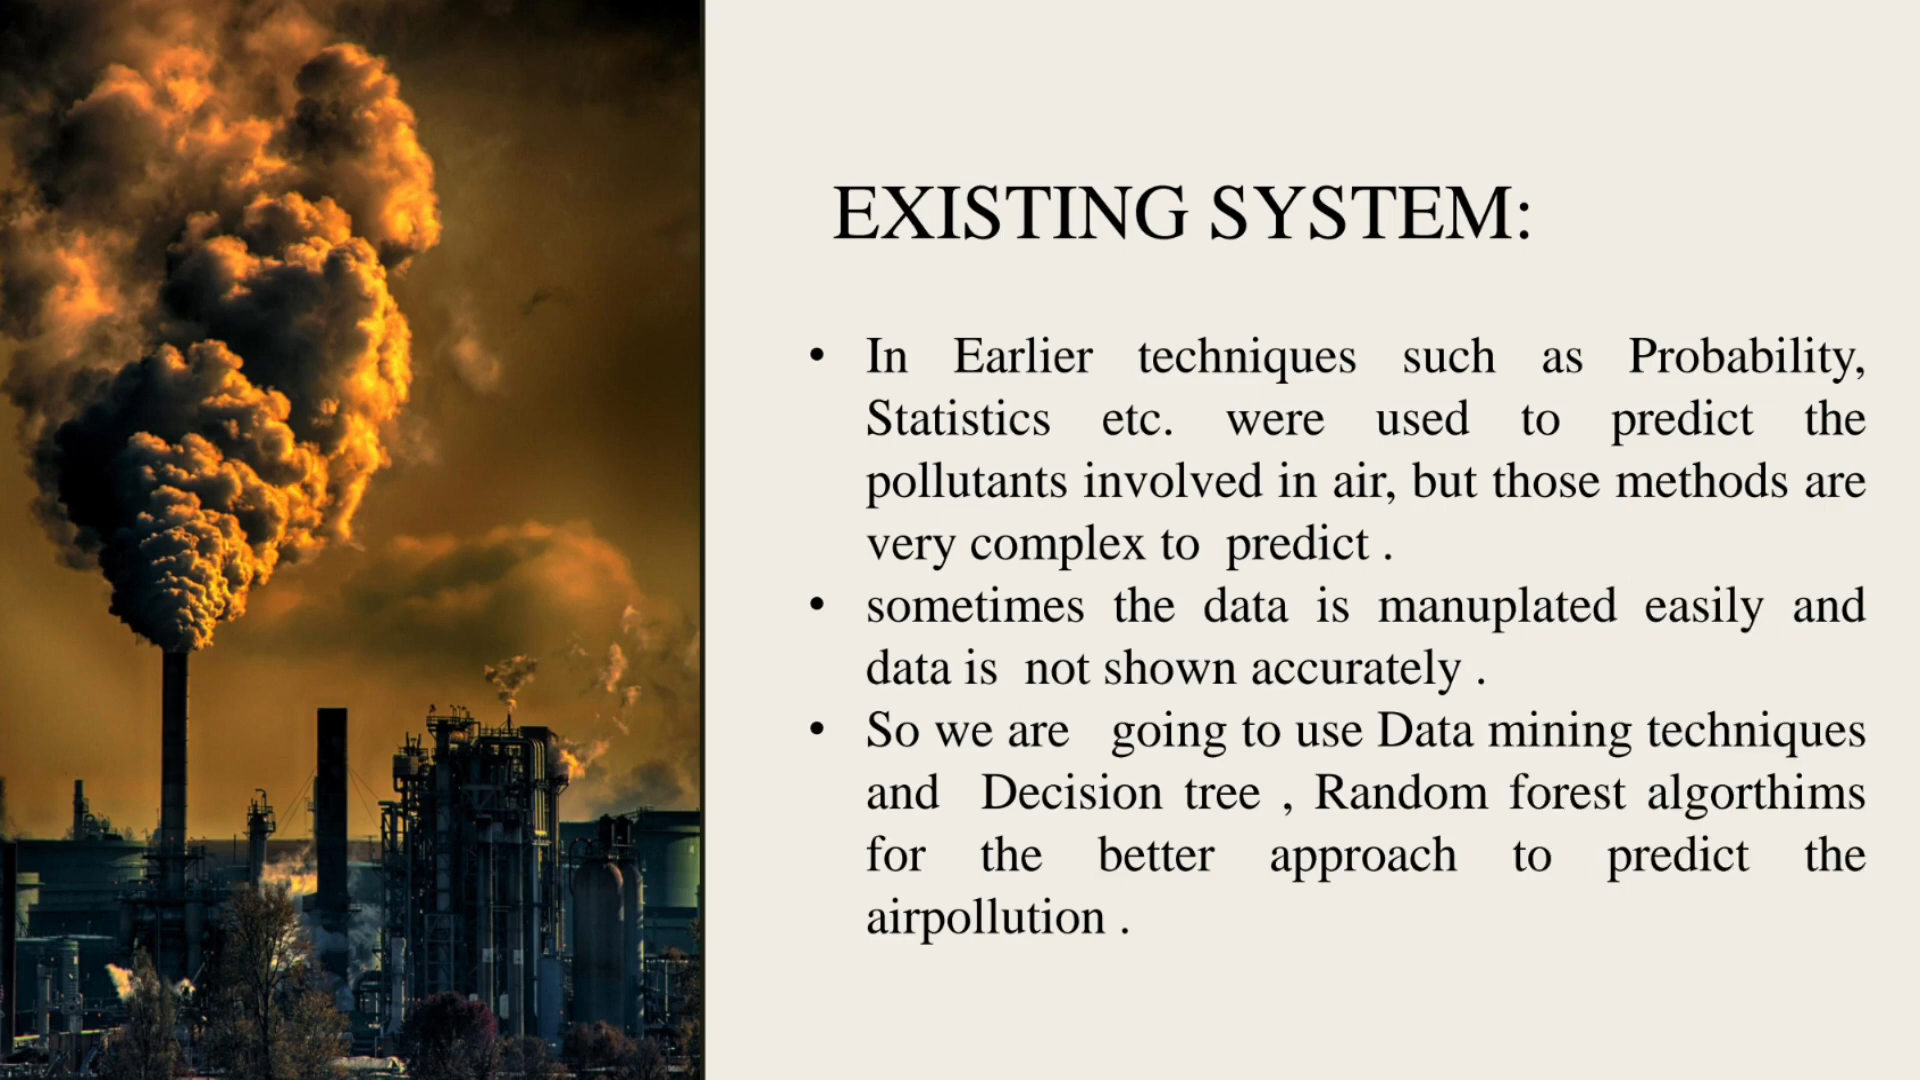 EXISTING SYSTEM:
• In Earlier techniques such as Probability,
Statistics etc. were used to predict the
pollutants involved in air, but those methods are
very complex to predict .
• sometimes the data is manuplated easily and
data is not shown accurately .
• So we are going to use Data mining techniques
and Decision tree , Random forest algorthims
for the better approach to predict the
airpollution .